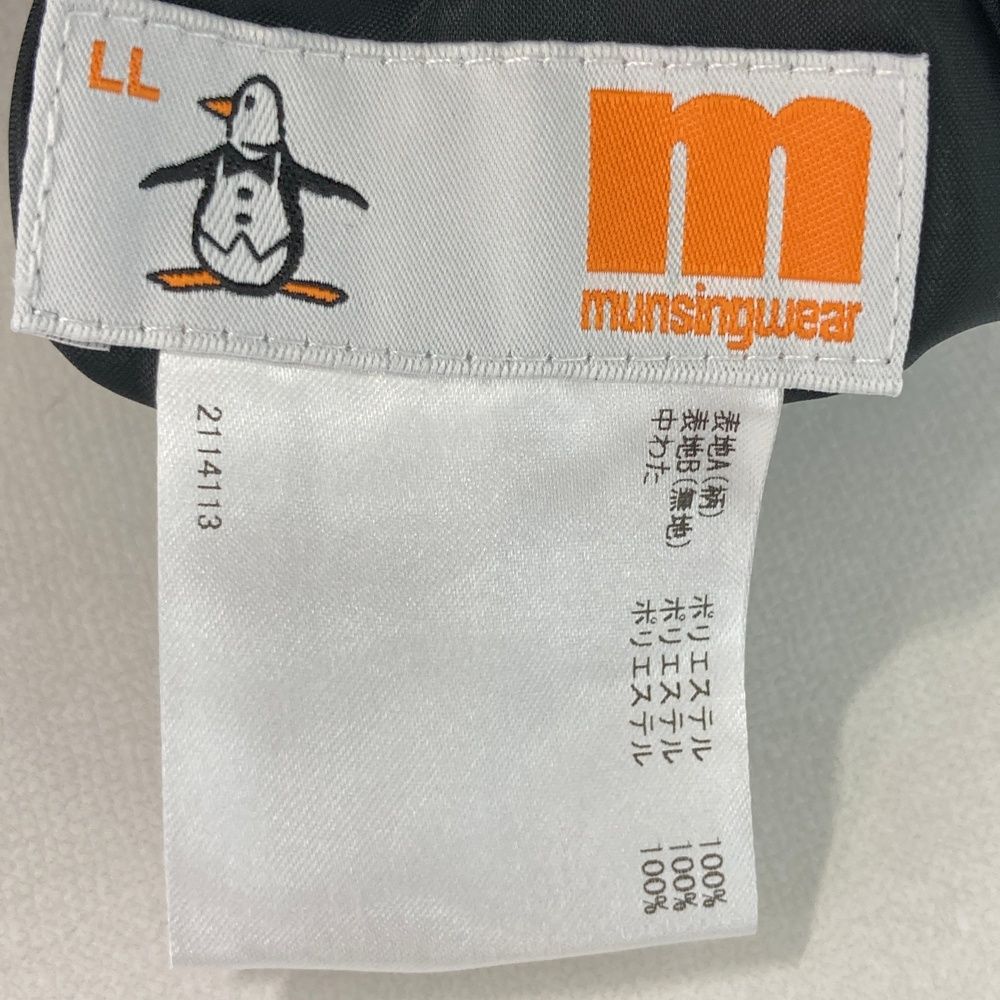 LL
m
munsingwear
表地A(柄) ポリエステル 100%
表地B(無地) ポリエステル 100%
中わた ポリエステル 100%
2114113